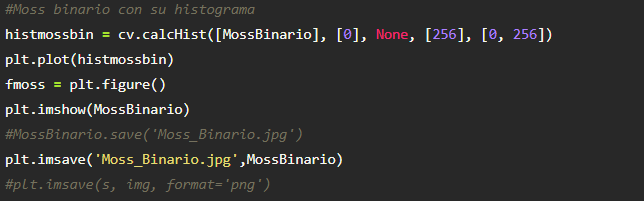 #Moss binario con su histograma
histmossbin = cv.calcHist([MossBinario], [0], None, [256], [0, 256])
plt.plot(histmossbin)
fmoss = plt.figure()
plt.imshow(MossBinario)
#MossBinario.save('Moss_Binario.jpg')
plt.imsave('Moss_Binario.jpg',MossBinario)
#plt.imsave(s, img, format='png')